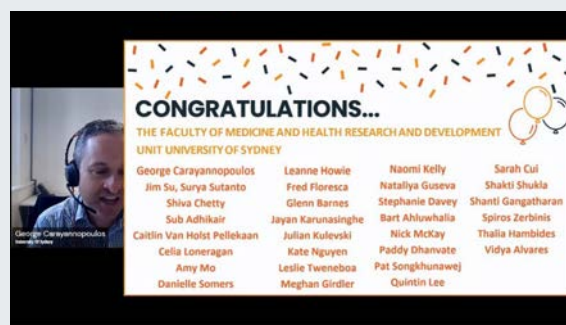 CONGRATULATIONS...
THE FACULTY OF MEDICINE AND HEALTH RESEARCH AND DEVELOPMENT
UNIT UNIVERSITY OF SYDNEY
George Carayannopoulos
Jim Su, Surya Sutanto
Shiva Chetty
Sub Adhikair
Caitlin Van Holst Pellekaan
Celia Loneragan
Amy Mo
Danielle Somers
Leanne Howie
Fred Floresca
Glenn Barnes
Jayan Karunasinghe
Julian Kulevski
Kate Nguyen
Leslie Tweneboa
Meghan Girdler
Naomi Kelly
Nataliya Guseva
Stephanie Davey
Bart Ahluwhalia
Nick McKay
Paddy Dhanvate
Pat Songkhunawej
Quintin Lee
Sarah Cui
Shakti Shukla
Shanti Gangatharan
Spiros Zerbinis
Thalia Hambides
Vidya Alvares
George Carayannopoulos
University Of Sydney